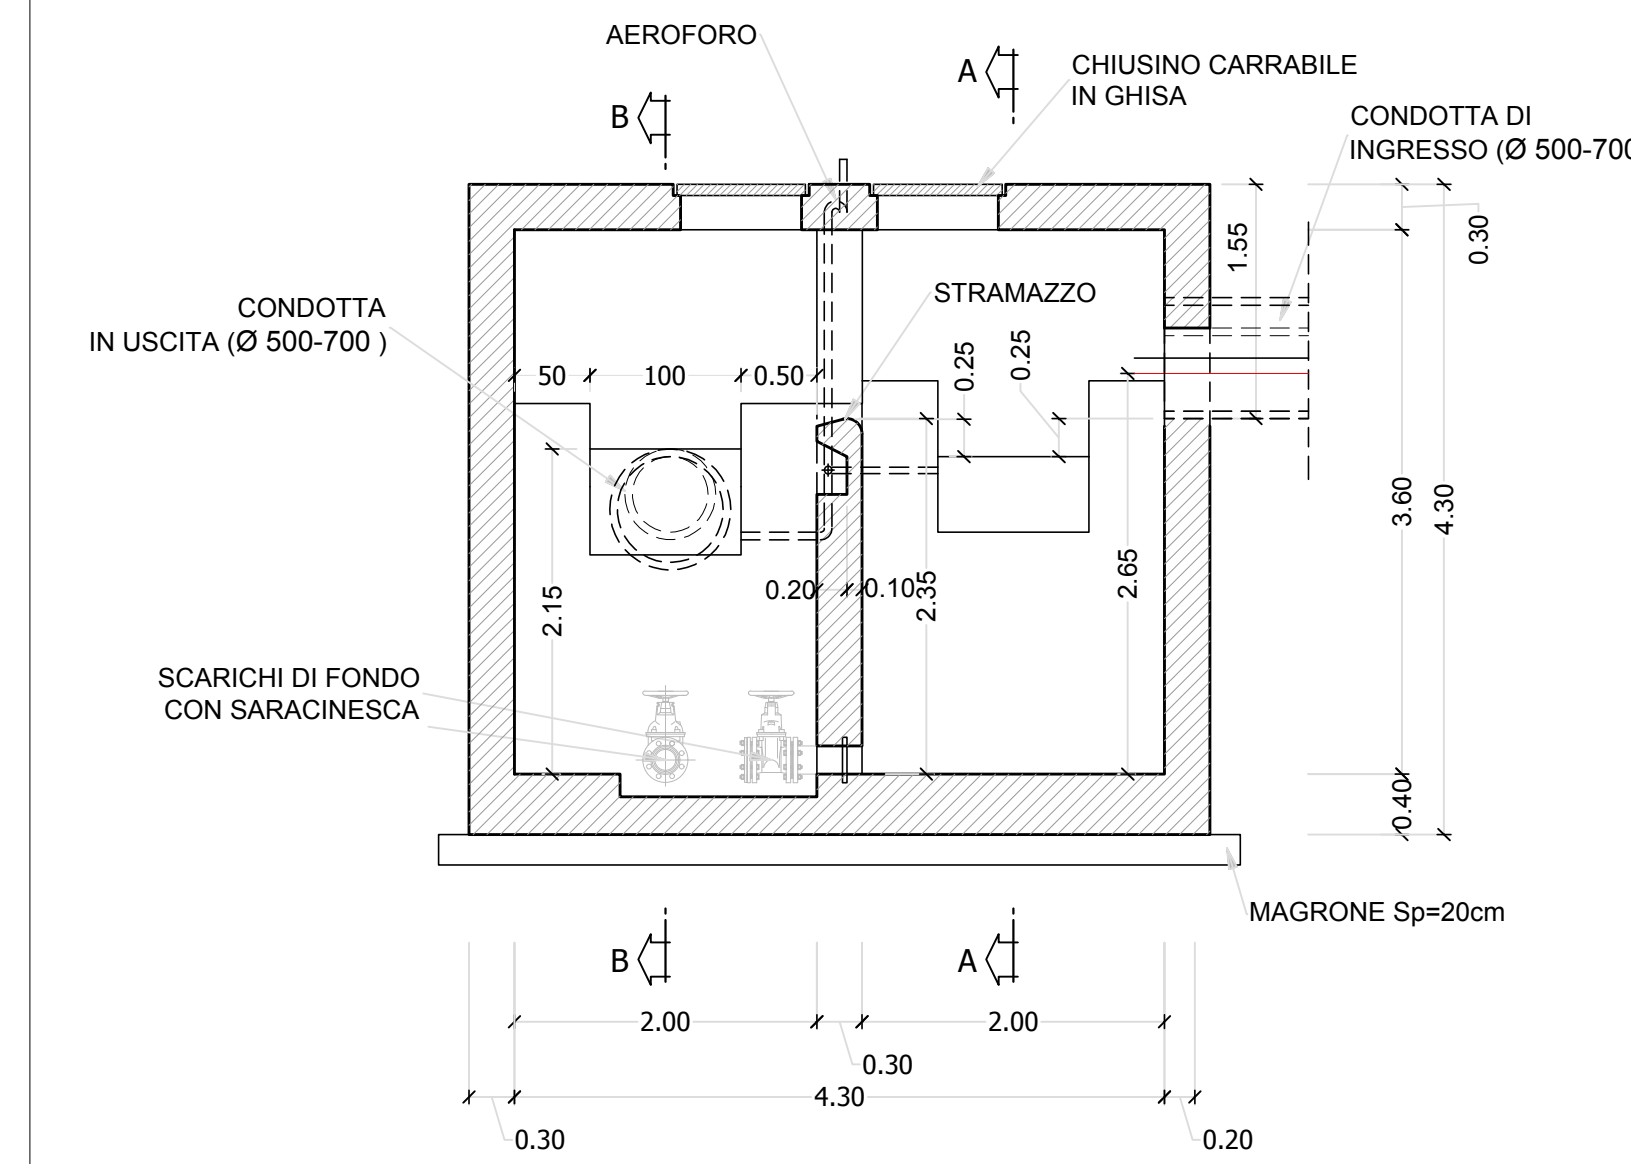 AEROFORO
A
CHIUSINO CARRABILE
IN GHISA
B
CONDOTTA DI
INGRESSO (Ø 500-700
1.55
0.30
CONDOTTA
IN USCITA (Ø 500-700 )
STRAMAZZO
50
100
0.50
0.25
0.25
3.60
4.30
2.15
0.20
0.10
2.35
2.65
SCARICHI DI FONDO
CON SARACINESCA
0.40
MAGRONE Sp=20cm
B
A
2.00
2.00
0.30
4.30
0.30
0.20